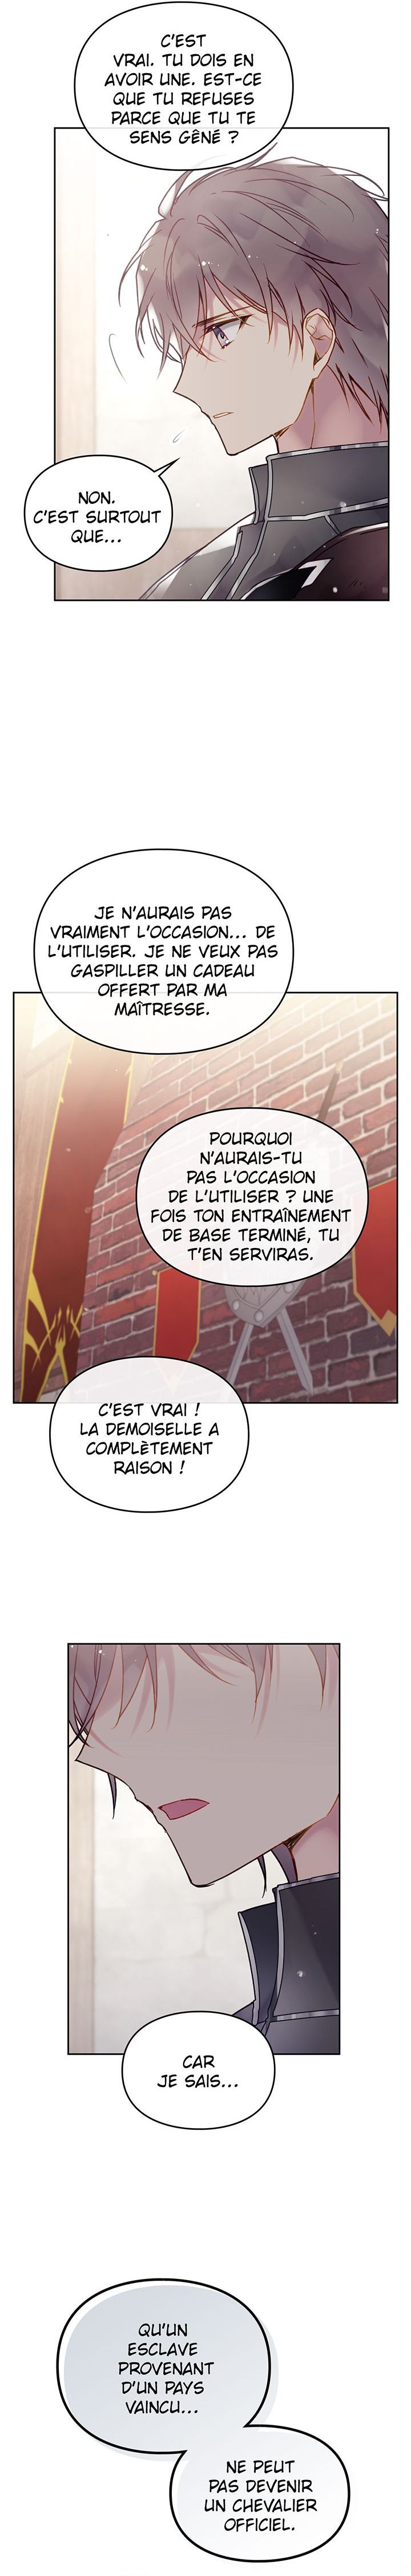 C'EST
VRAI. TU DOIS EN
AVOIR UNE. EST-CE
QUE TU REFUSES
PARCE QUE TU TE
SENS GÊNÉ ?
NON.
C'EST SURTOUT
QUE...
JE N'AURAIS PAS
VRAIMENT L'OCCASION... DE
L'UTILISER. JE NE VEUX PAS
GASPILLER UN CADEAU
OFFERT PAR MA
MAÎTRESSE.
POURQUOI
N'AURAIS-TU
PAS L'OCCASION
DE L'UTILISER ? UNE
FOIS TON ENTRAÎNEMENT
DE BASE TERMINÉ, TU
T'EN SERVIRAS.
C'EST VRAI !
LA DEMOISELLE A
COMPLÈTEMENT
RAISON !
CAR
JE SAIS...
QU'UN
ESCLAVE
PROVENANT
D'UN PAYS
VAINCU...
NE PEUT
PAS DEVENIR
UN CHEVALIER
OFFICIEL.